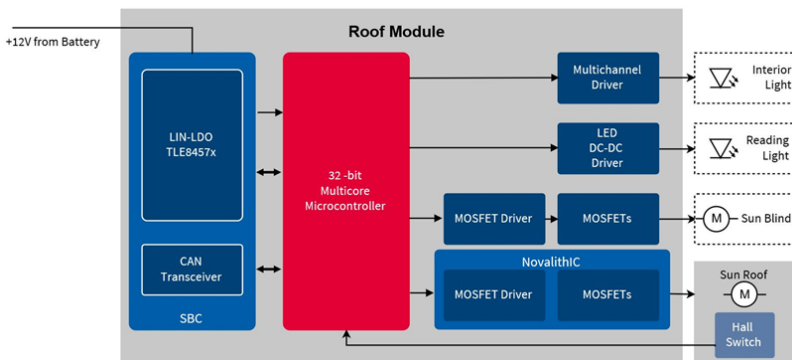 Roof Module
+12V from Battery
LIN-LDO
TLE8457x
CAN
Transceiver
SBC
32 -bit
Multicore
Microcontroller
Multichannel
Driver
Interior
Light
LED
DC-DC
Driver
Reading
Light
MOSFET Driver
MOSFETs
M
Sun Blind
NovalithIC
MOSFET Driver
MOSFETs
Sun Roof
M
Hall
Switch